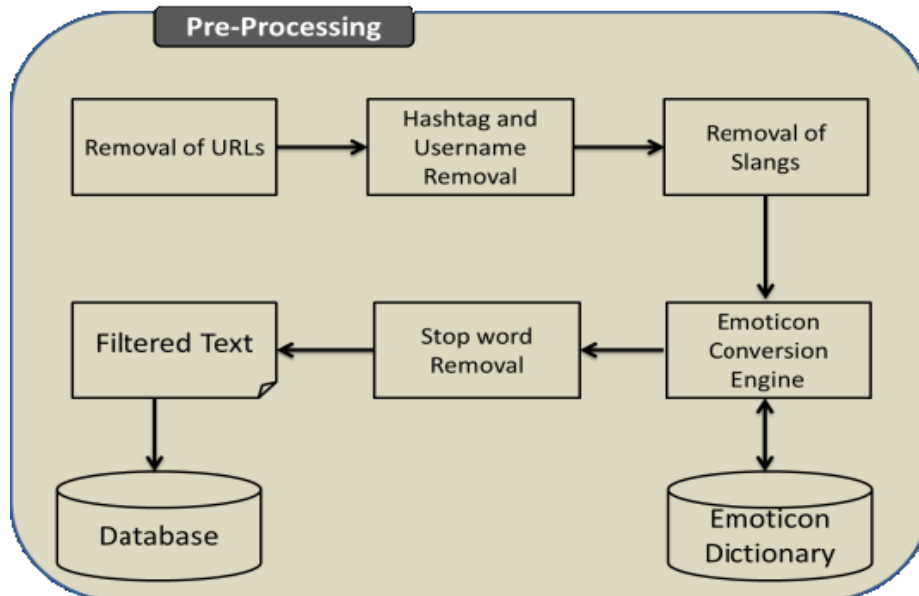 Pre-Processing
Removal of URLs
Hashtag and
Username
Removal
Removal of
Slangs
Filtered Text
Stop word
Removal
Emoticon
Conversion
Engine
Database
Emoticon
Dictionary